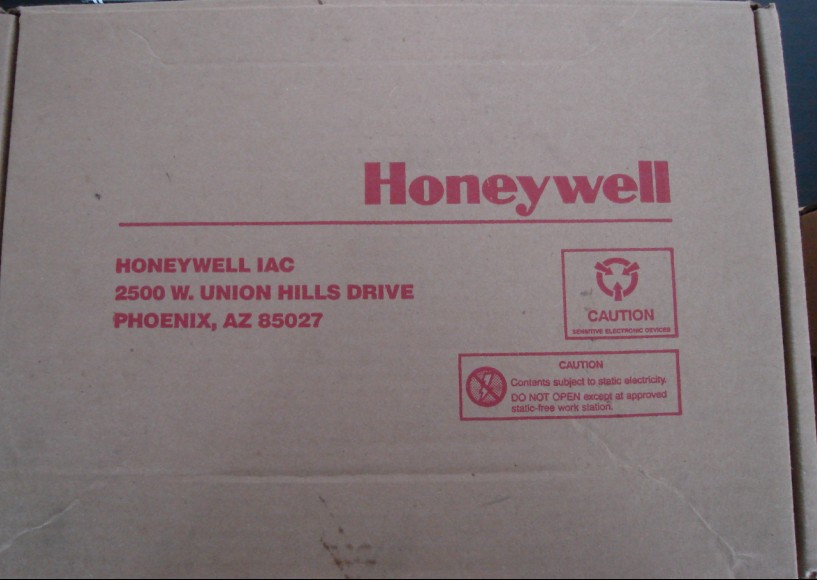 Honeywell
HONEYWELL IAC
2500 W. UNION HILLS DRIVE
PHOENIX, AZ 85027
CAUTION
SENSITIVE ELECTRONIC DEVICES
CAUTION
Contents subject to static electricity.
DO NOT OPEN except at approved
static-free work station.